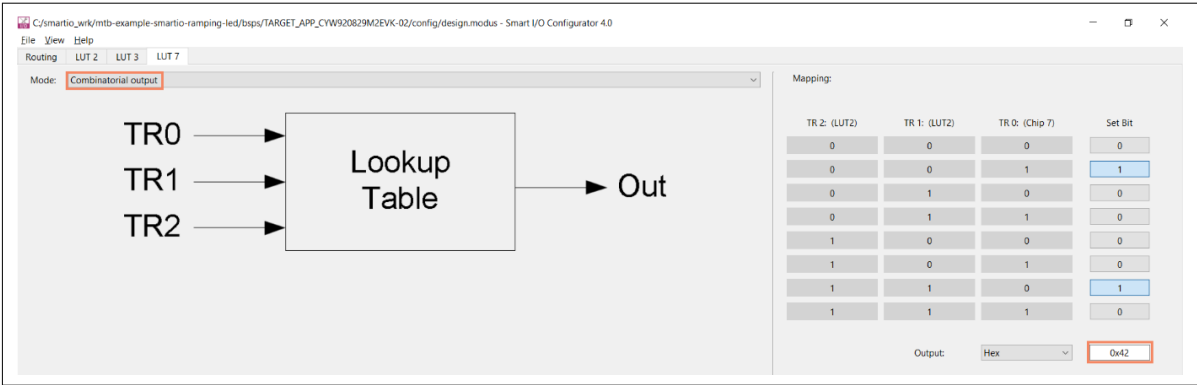 C:/smartio_wrk/mtb-example-smartio-ramping-led/bsps/TARGET_APP_CYW920829M2EVK-02/config/design.modus - Smart I/O Configurator 4.0
File View Help
Routing LUT 2 LUT 3 LUT 7
Mode: Combinatorial output
Mapping:
TR0
TR1
TR2
Lookup
Table
Out
TR 2: (LUT2) TR 1: (LUT2) TR 0: (Chip 7) Set Bit
0 0 0 0
0 0 1 1
0 1 0 0
0 1 1 0
1 0 0 0
1 0 1 0
1 1 0 1
1 1 1 0
Output: Hex 0x42